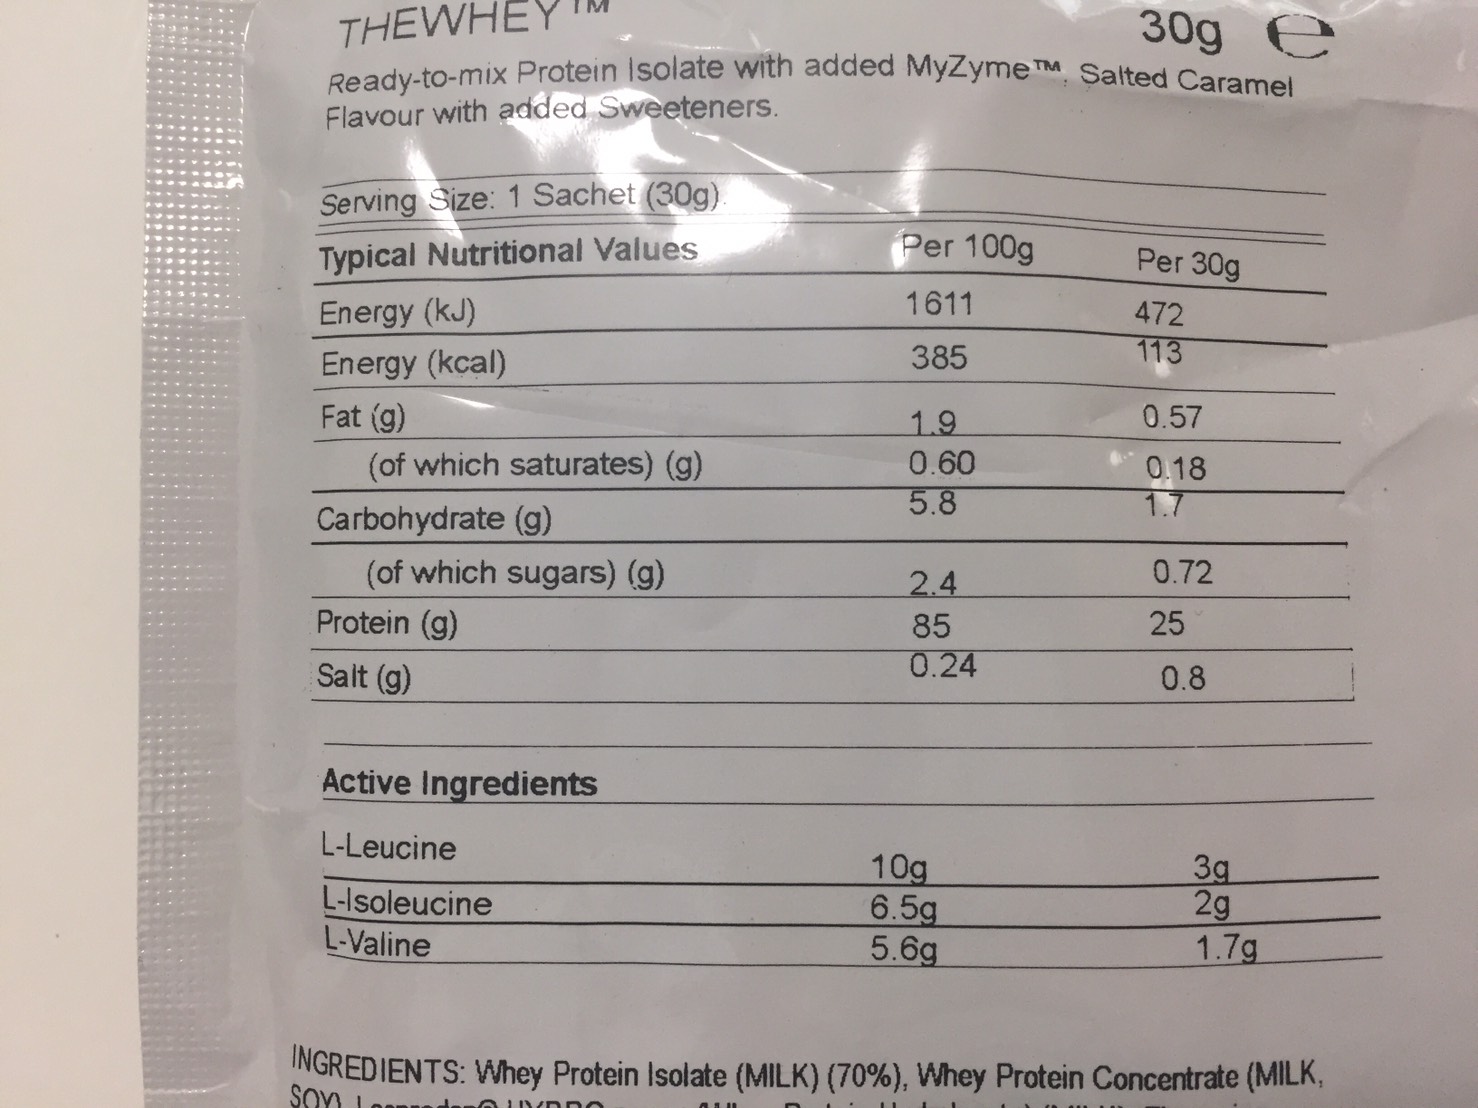 THEWHEY™ 30g ℮
Ready-to-mix Protein Isolate with added MyZyme™. Salted Caramel
Flavour with added Sweeteners.
Serving Size: 1 Sachet (30g).
Typical Nutritional Values Per 100g Per 30g
Energy (kJ) 1611 472
Energy (kcal) 385 113
Fat (g) 1.9 0.57
(of which saturates) (g) 0.60 0.18
Carbohydrate (g) 5.8 1.7
(of which sugars) (g) 2.4 0.72
Protein (g) 85 25
Salt (g) 0.24 0.8
Active Ingredients
L-Leucine 10g 3g
L-Isoleucine 6.5g 2g
L-Valine 5.6g 1.7g
INGREDIENTS: Whey Protein Isolate (MILK) (70%), Whey Protein Concentrate (MILK,
SOY)